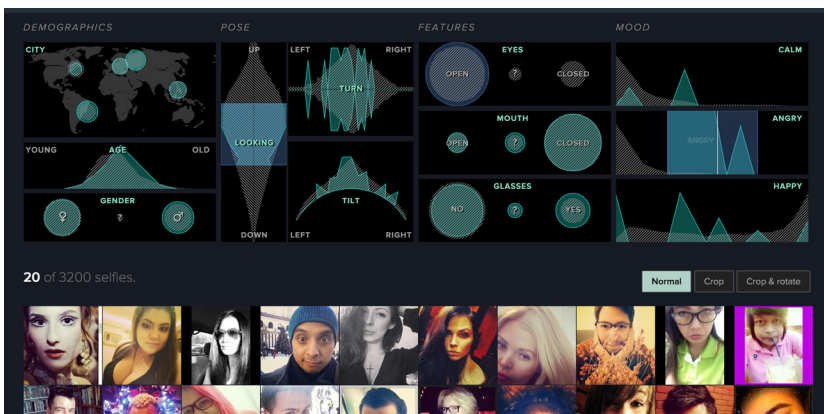 DEMOGRAPHICS
POSE
FEATURES
MOOD
CITY
YOUNG
AGE
OLD
GENDER
?
UP
LOOKING
DOWN
LEFT
RIGHT
TURN
TILT
LEFT
RIGHT
EYES
OPEN
?
CLOSED
MOUTH
OPEN
?
CLOSED
GLASSES
NO
?
YES
CALM
ANGRY
ANGRY
HAPPY
20 of 3200 selfies.
Normal
Crop
Crop & rotate